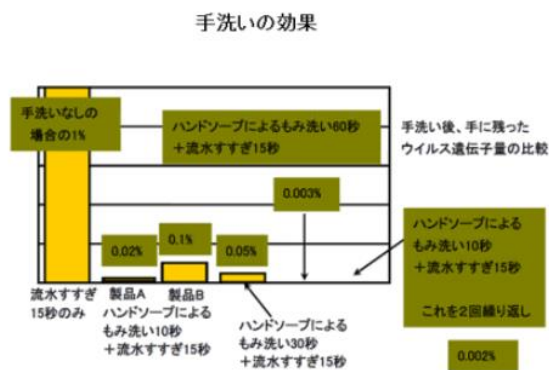 手洗いの効果
手洗いなしの
場合の1%
ハンドソープによるもみ洗い60秒
＋流水すすぎ15秒
手洗い後、手に残った
ウイルス遺伝子量の比較
0.003%
ハンドソープによる
もみ洗い10秒
＋流水すすぎ15秒
これを2回繰り返し
0.02%
0.1%
0.05%
流水すすぎ
15秒のみ
製品A
製品B
ハンドソープによる
もみ洗い10秒
＋流水すすぎ15秒
ハンドソープによる
もみ洗い30秒
＋流水すすぎ15秒
0.002%